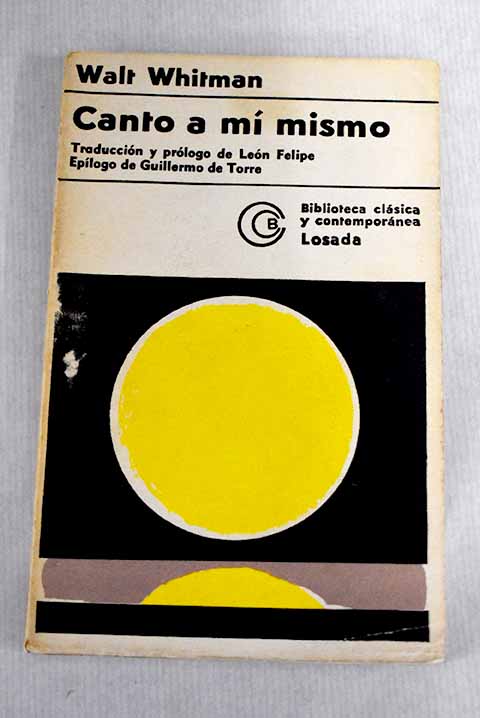 Walt Whitman
Canto a mí mismo
Traducción y prólogo de León Felipe
Epílogo de Guillermo de Torre
B
Biblioteca clásica
y contemporánea
Losada